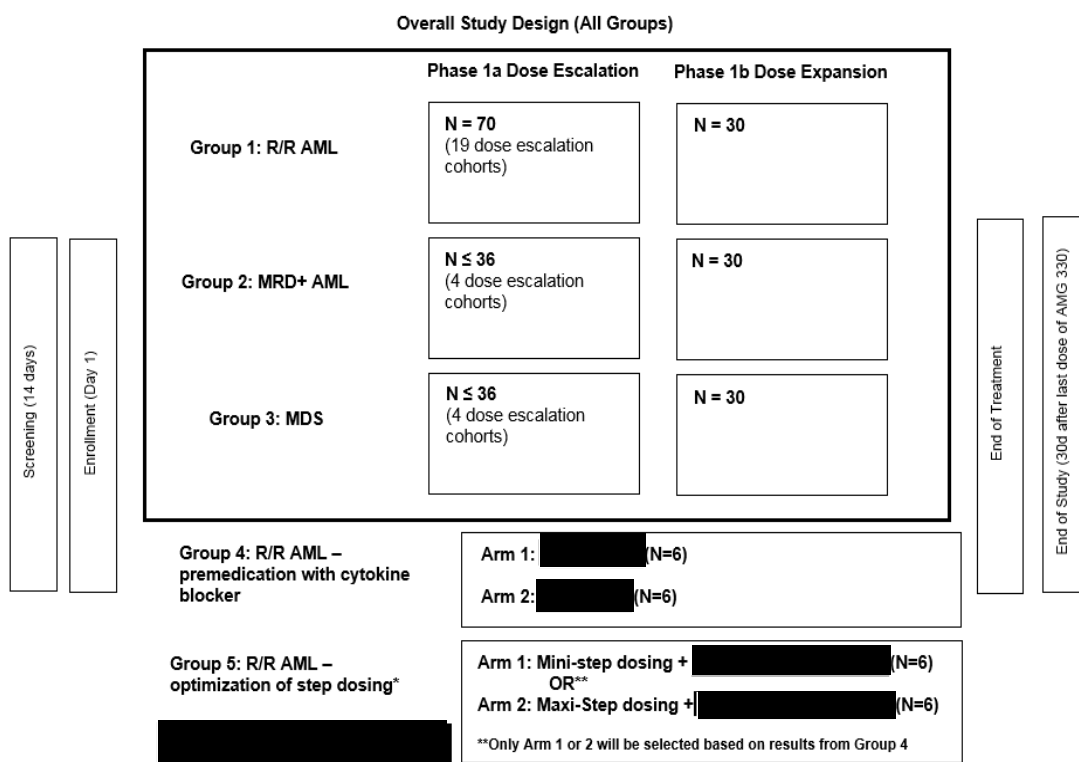 Overall Study Design (All Groups)
Phase 1a Dose Escalation
Phase 1b Dose Expansion
Group 1: R/R AML
N = 70
(19 dose escalation
cohorts)
N = 30
Group 2: MRD+ AML
N ≤ 36
(4 dose escalation
cohorts)
N = 30
Group 3: MDS
N ≤ 36
(4 dose escalation
cohorts)
N = 30
Screening (14 days)
Enrollment (Day 1)
End of Treatment
End of Study (30d after last dose of AMG 330)
Group 4: R/R AML –
premedication with cytokine
blocker
Arm 1: (N=6)
Arm 2: (N=6)
Group 5: R/R AML –
optimization of step dosing*
Arm 1: Mini-step dosing + (N=6)
OR**
Arm 2: Maxi-Step dosing + (N=6)
**Only Arm 1 or 2 will be selected based on results from Group 4